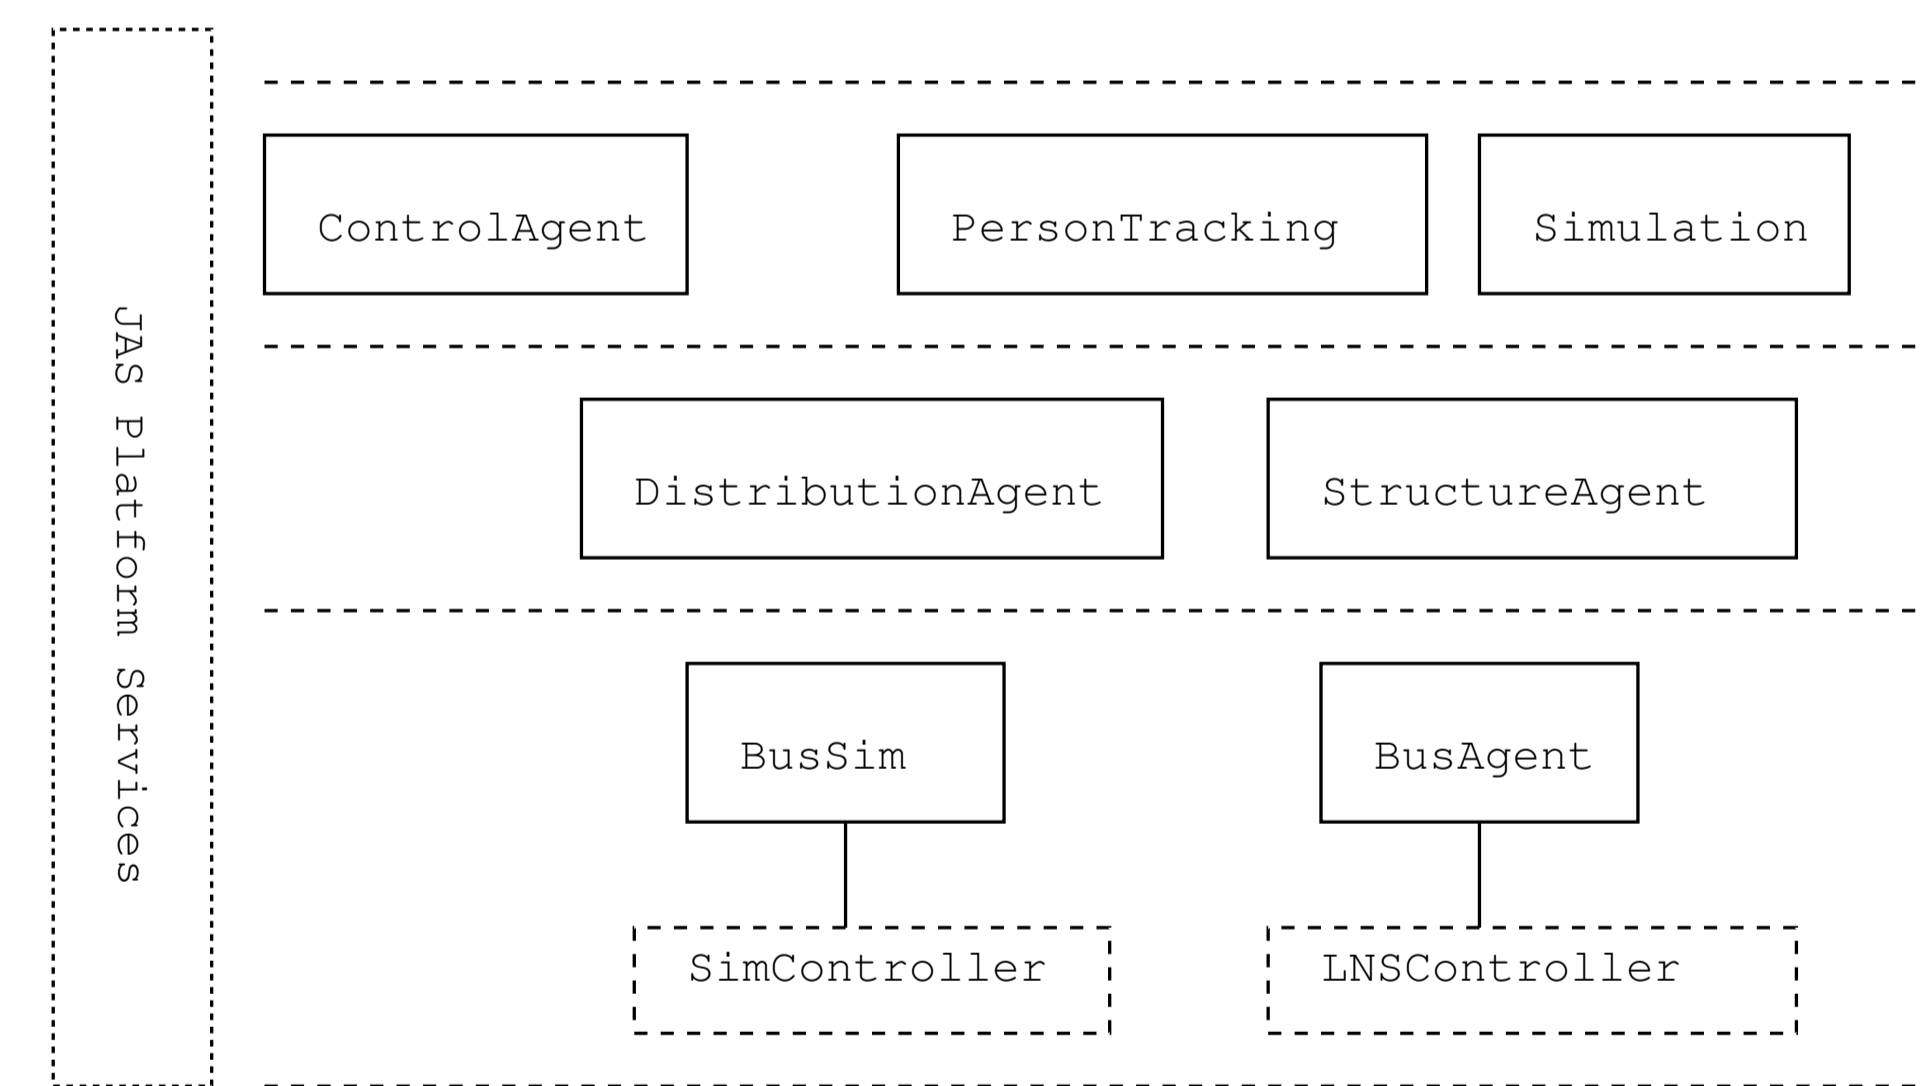 JAS Platform Services
ControlAgent
PersonTracking
Simulation
DistributionAgent
StructureAgent
BusSim
BusAgent
SimController
LNSController